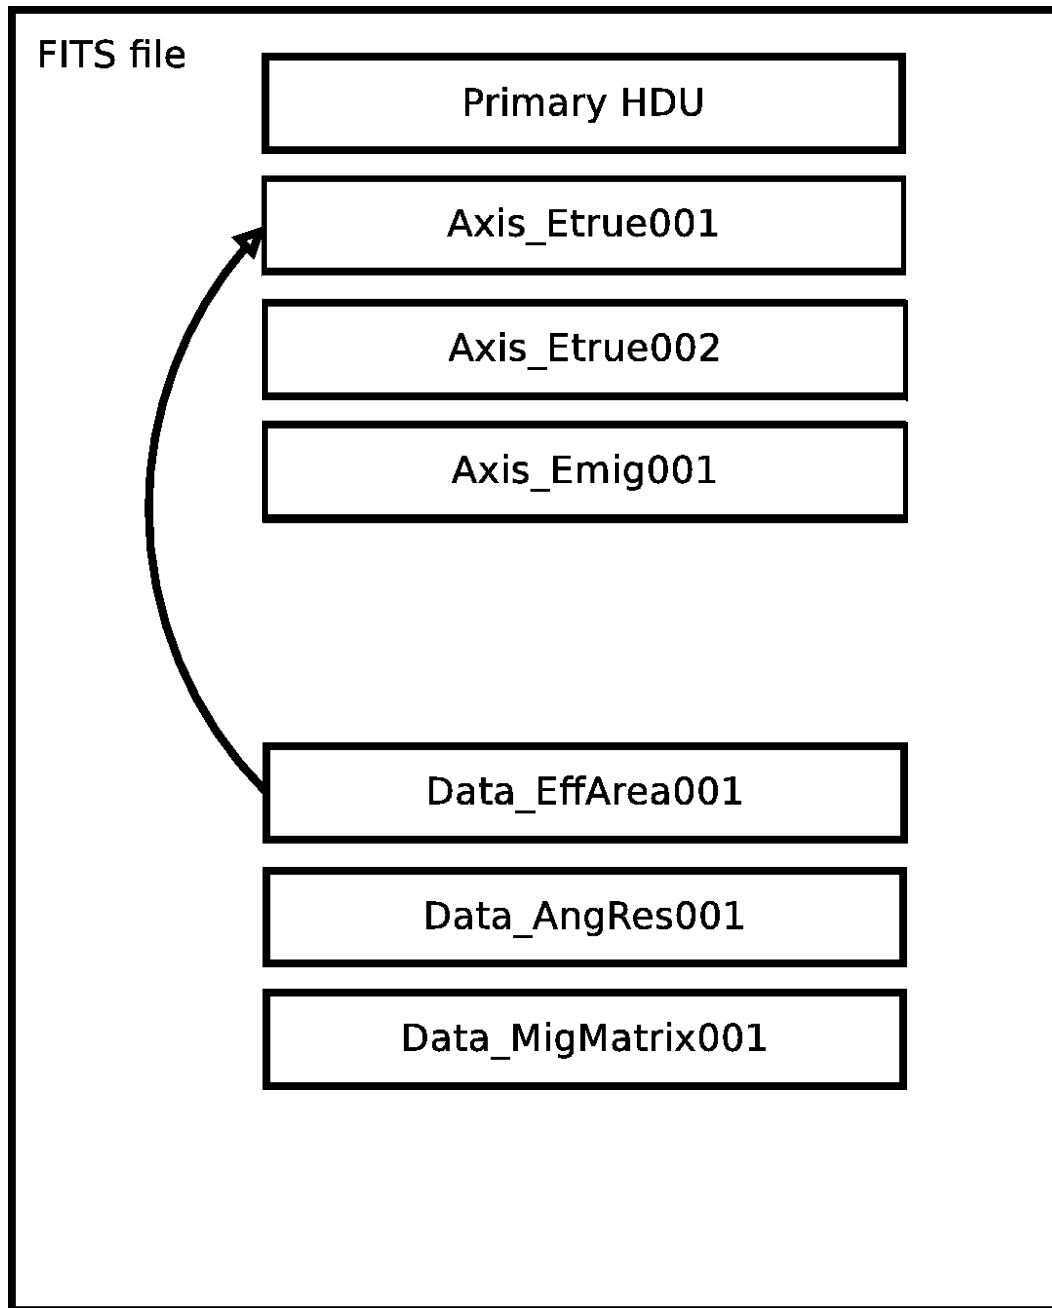 FITS file
Primary HDU
Axis_Etrue001
Axis_Etrue002
Axis_Emig001
Data_EffArea001
Data_AngRes001
Data_MigMatrix001